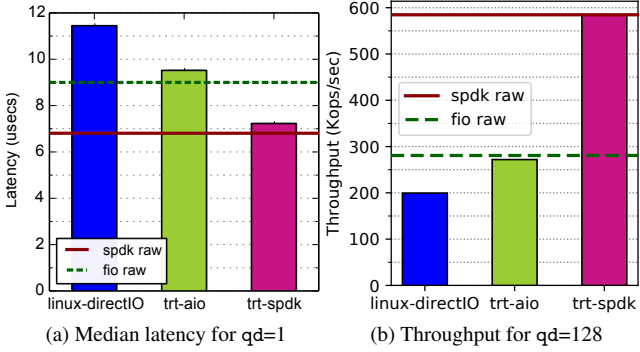 12
10
8
6
4
2
0
Latency (usecs)
spdk raw
fio raw
linux-directIO trt-aio trt-spdk
(a) Median latency for qd=1
600
500
400
300
200
100
0
Throughput (Kops/sec)
spdk raw
fio raw
linux-directIO trt-aio trt-spdk
(b) Throughput for qd=128